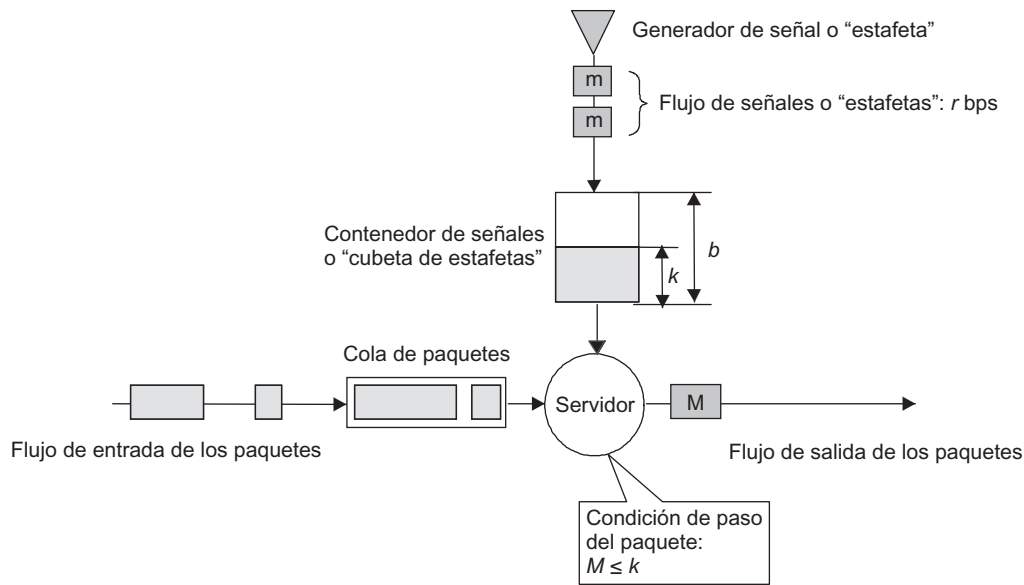 Generador de señal o “estafeta”
m
m
Flujo de señales o “estafetas”: r bps
Contenedor de señales
o “cubeta de estafetas”
b
k
Cola de paquetes
Servidor
M
Flujo de entrada de los paquetes
Flujo de salida de los paquetes
Condición de paso
del paquete:
M ≤ k